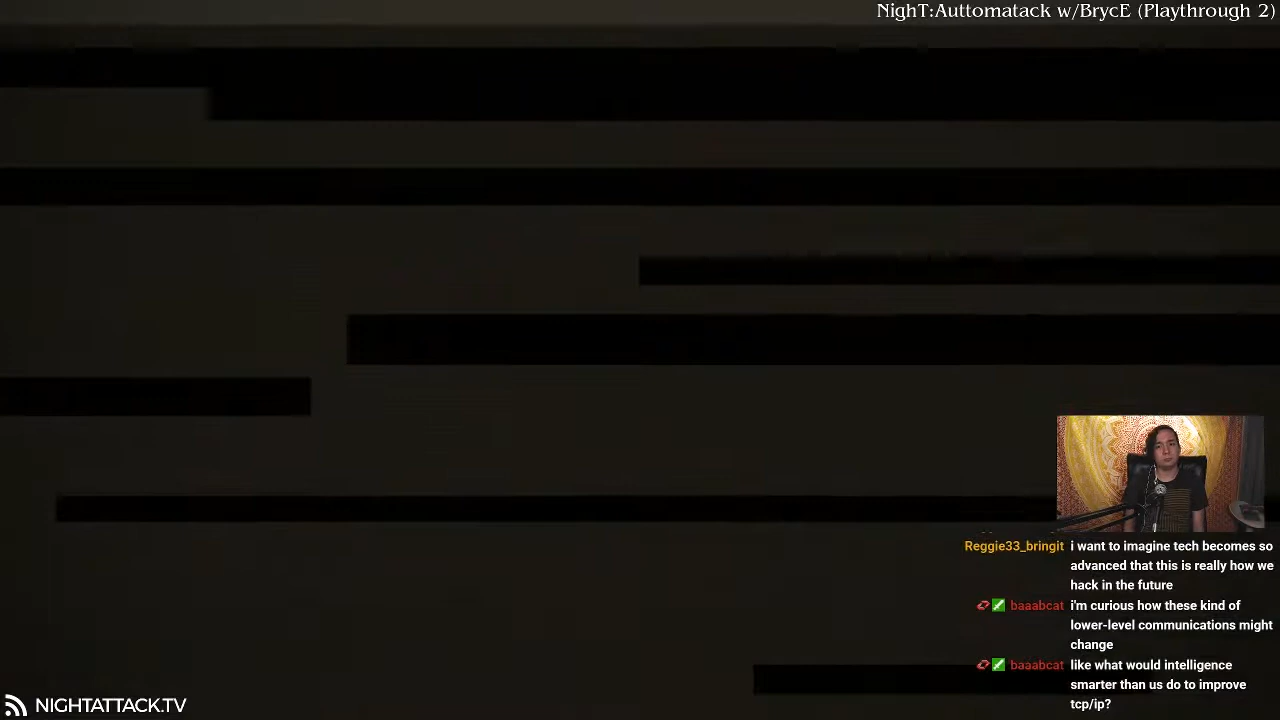 NighT:Auttomatack w/BrycE (Playthrough 2)
Reggie33_bringit i want to imagine tech becomes so
advanced that this is really how we
hack in the future
baaabcat i'm curious how these kind of
lower-level communications might
change
baaabcat like what would intelligence
smarter than us do to improve
tcp/ip?
NIGHTATTACK.TV